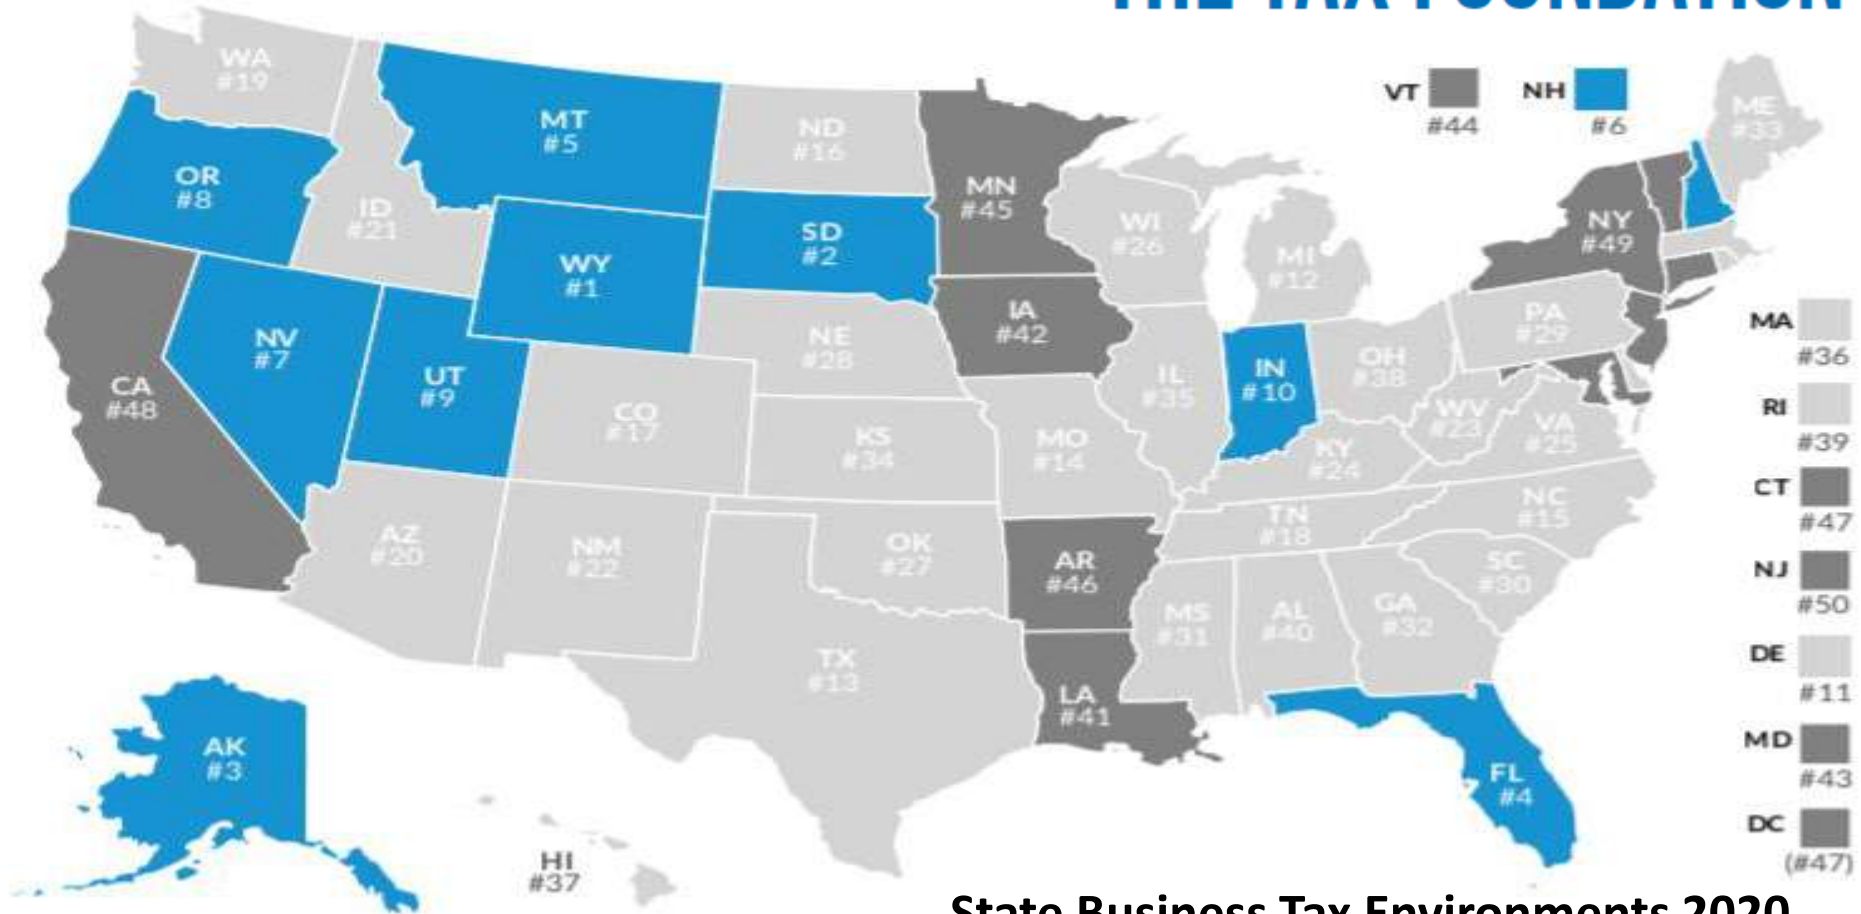 THE TAX FOUNDATION
WA
#19
MT
#5
ND
#16
MN
#45
VT
#44
NH
#6
ME
#33
OR
#8
ID
#21
WY
#1
SD
#2
WI
#26
MI
#12
NY
#49
NV
#7
UT
#9
CO
#17
NE
#28
IA
#42
IL
#35
IN
#10
OH
#38
PA
#29
MA
#36
CA
#48
KS
#34
MO
#14
KY
#24
WV
#23
VA
#25
RI
#39
CT
#47
AZ
#20
NM
#22
OK
#27
AR
#46
TN
#18
NC
#15
SC
#30
NJ
#50
TX
#13
LA
#41
MS
#31
AL
#40
GA
#32
DE
#11
AK
#3
HI
#37
FL
#4
MD
#43
DC
(#47)
State Business Tax Environments 2020